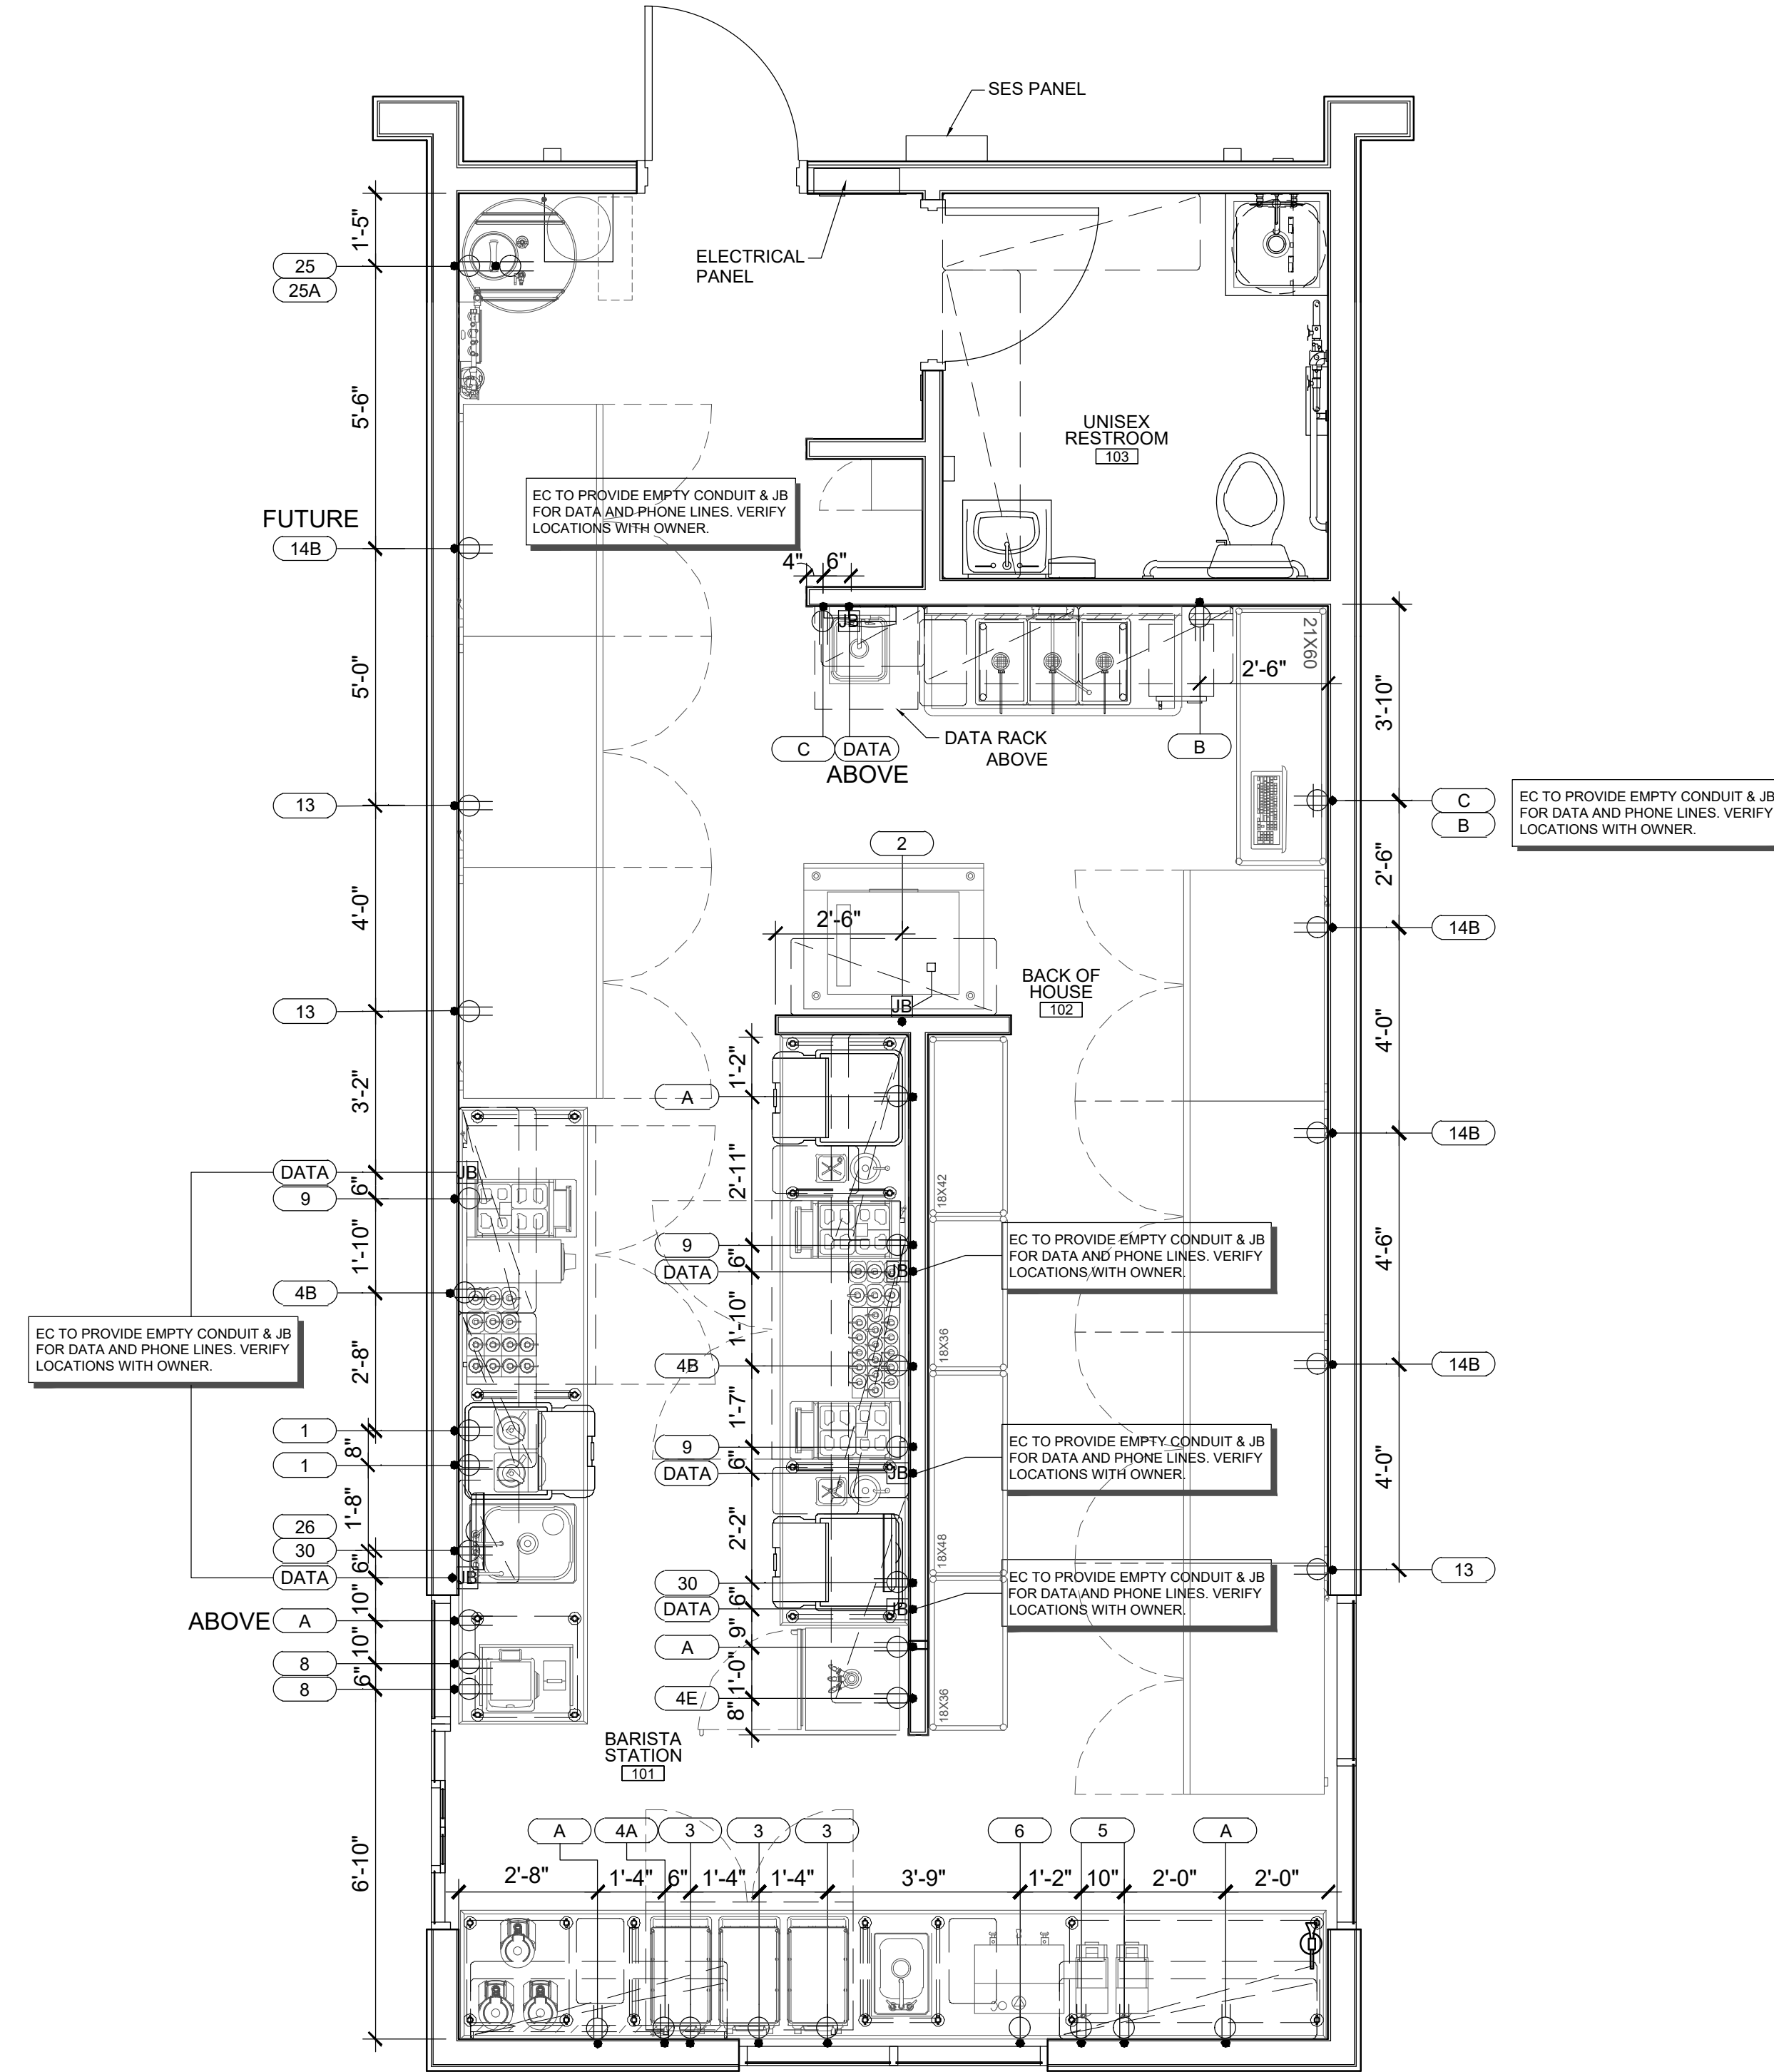 SES PANEL
1'-5"
25
25A
ELECTRICAL
PANEL
5'-6"
UNISEX
RESTROOM
103
EC TO PROVIDE EMPTY CONDUIT & JB
FOR DATA AND PHONE LINES. VERIFY
LOCATIONS WITH OWNER.
FUTURE
14B
4"
6"
JB
21X60
2'-6"
5'-0"
3'-10"
C
DATA
ABOVE
DATA RACK
ABOVE
B
13
C
B
EC TO PROVIDE EMPTY CONDUIT & JB
FOR DATA AND PHONE LINES. VERIFY
LOCATIONS WITH OWNER.
2
2'-6"
4'-0"
2'-6"
14B
BACK OF
HOUSE
102
JB
13
4'-0"
3'-2"
1'-2"
A
14B
DATA
JB
6"
9
2'-11"
18X42
1'-10"
9
6"
DATA
JB
EC TO PROVIDE EMPTY CONDUIT & JB
FOR DATA AND PHONE LINES. VERIFY
LOCATIONS WITH OWNER.
4'-6"
4B
1'-10"
18X36
EC TO PROVIDE EMPTY CONDUIT & JB
FOR DATA AND PHONE LINES. VERIFY
LOCATIONS WITH OWNER.
2'-8"
4B
14B
1'-7"
1
8"
1
9
6"
DATA
JB
EC TO PROVIDE EMPTY CONDUIT & JB
FOR DATA AND PHONE LINES. VERIFY
LOCATIONS WITH OWNER.
4'-0"
1'-8"
26
30
6"
DATA
JB
2'-2"
18X48
30
6"
DATA
JB
EC TO PROVIDE EMPTY CONDUIT & JB
FOR DATA AND PHONE LINES. VERIFY
LOCATIONS WITH OWNER.
13
10"
ABOVE
A
10"
8
6"
8
9"
A
1'-0"
4E
8"
18X36
BARISTA
STATION
101
6'-10"
A
4A
3
3
3
6
5
A
2'-8"
1'-4"
6"
1'-4"
1'-4"
3'-9"
1'-2"
10"
2'-0"
2'-0"